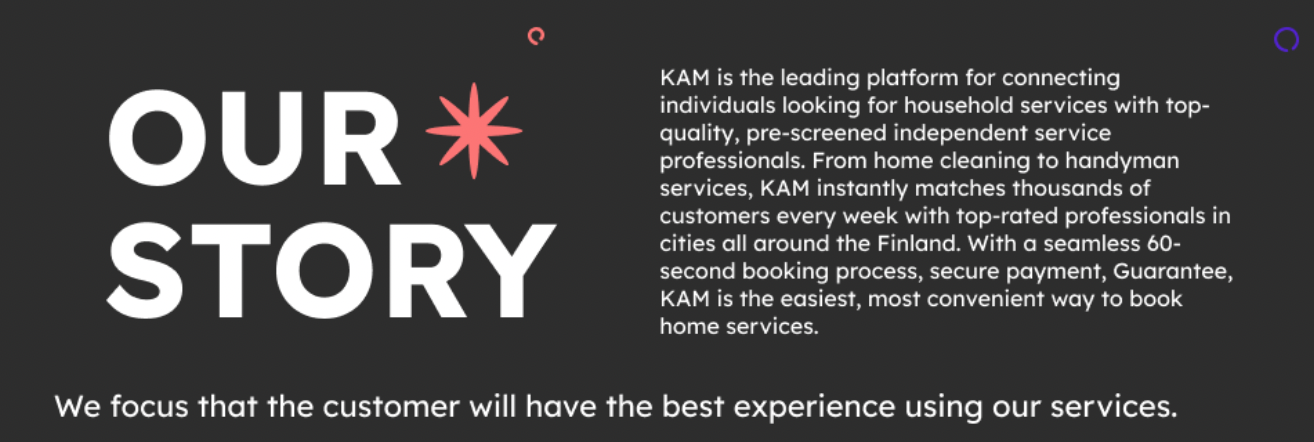 OUR
STORY
KAM is the leading platform for connecting
individuals looking for household services with top-
quality, pre-screened independent service
professionals. From home cleaning to handyman
services, KAM instantly matches thousands of
customers every week with top-rated professionals in
cities all around the Finland. With a seamless 60-
second booking process, secure payment, Guarantee,
KAM is the easiest, most convenient way to book
home services.
We focus that the customer will have the best experience using our services.